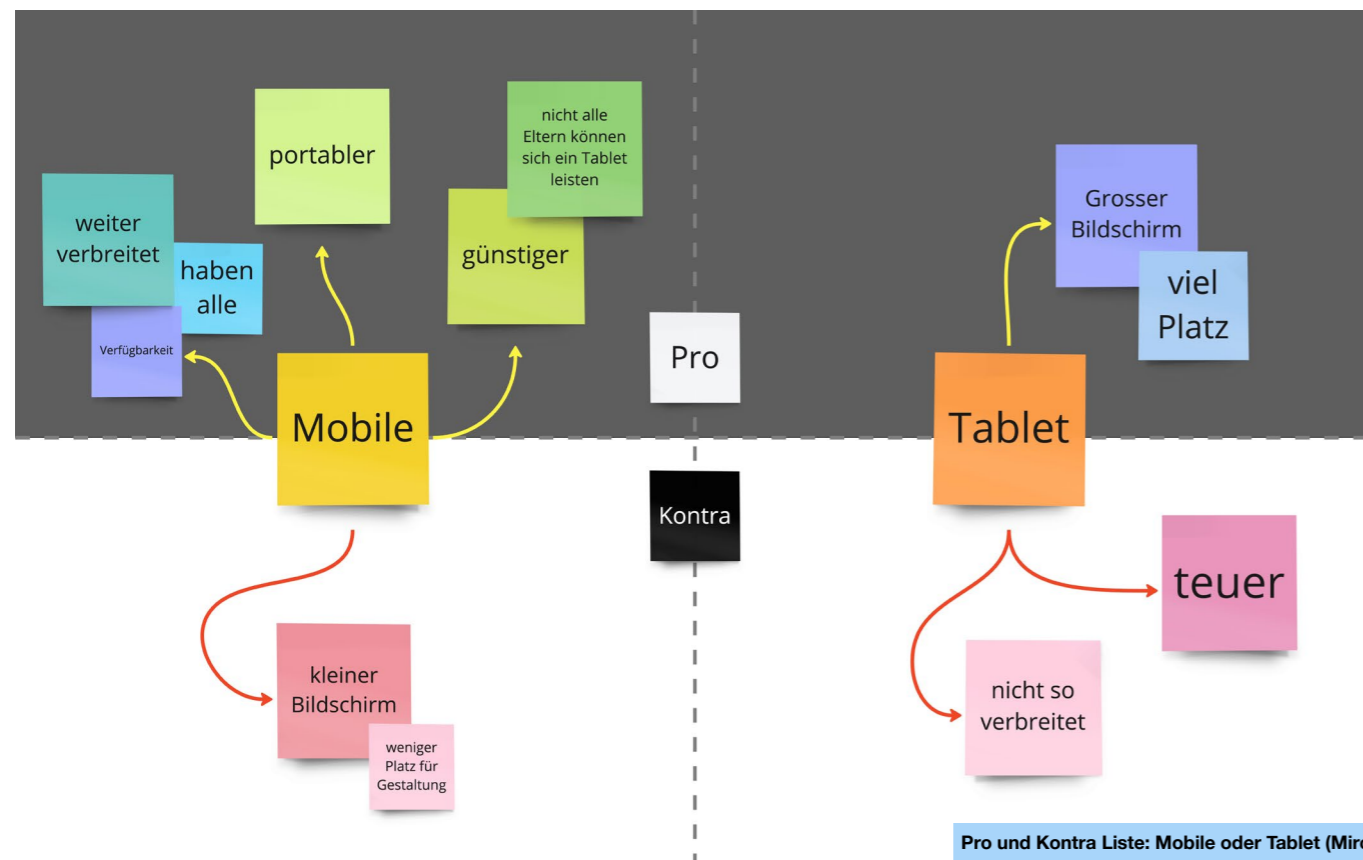 portabler
nicht alle
Eltern können
sich ein Tablet
leisten
günstiger
weiter
verbreitet
haben
alle
Verfügbarkeit
Mobile
Pro
Grosser
Bildschirm
viel
Platz
Tablet
Kontra
kleiner
Bildschirm
weniger
Platz für
Gestaltung
teuer
nicht so
verbreitet
Pro und Kontra Liste: Mobile oder Tablet (Miro